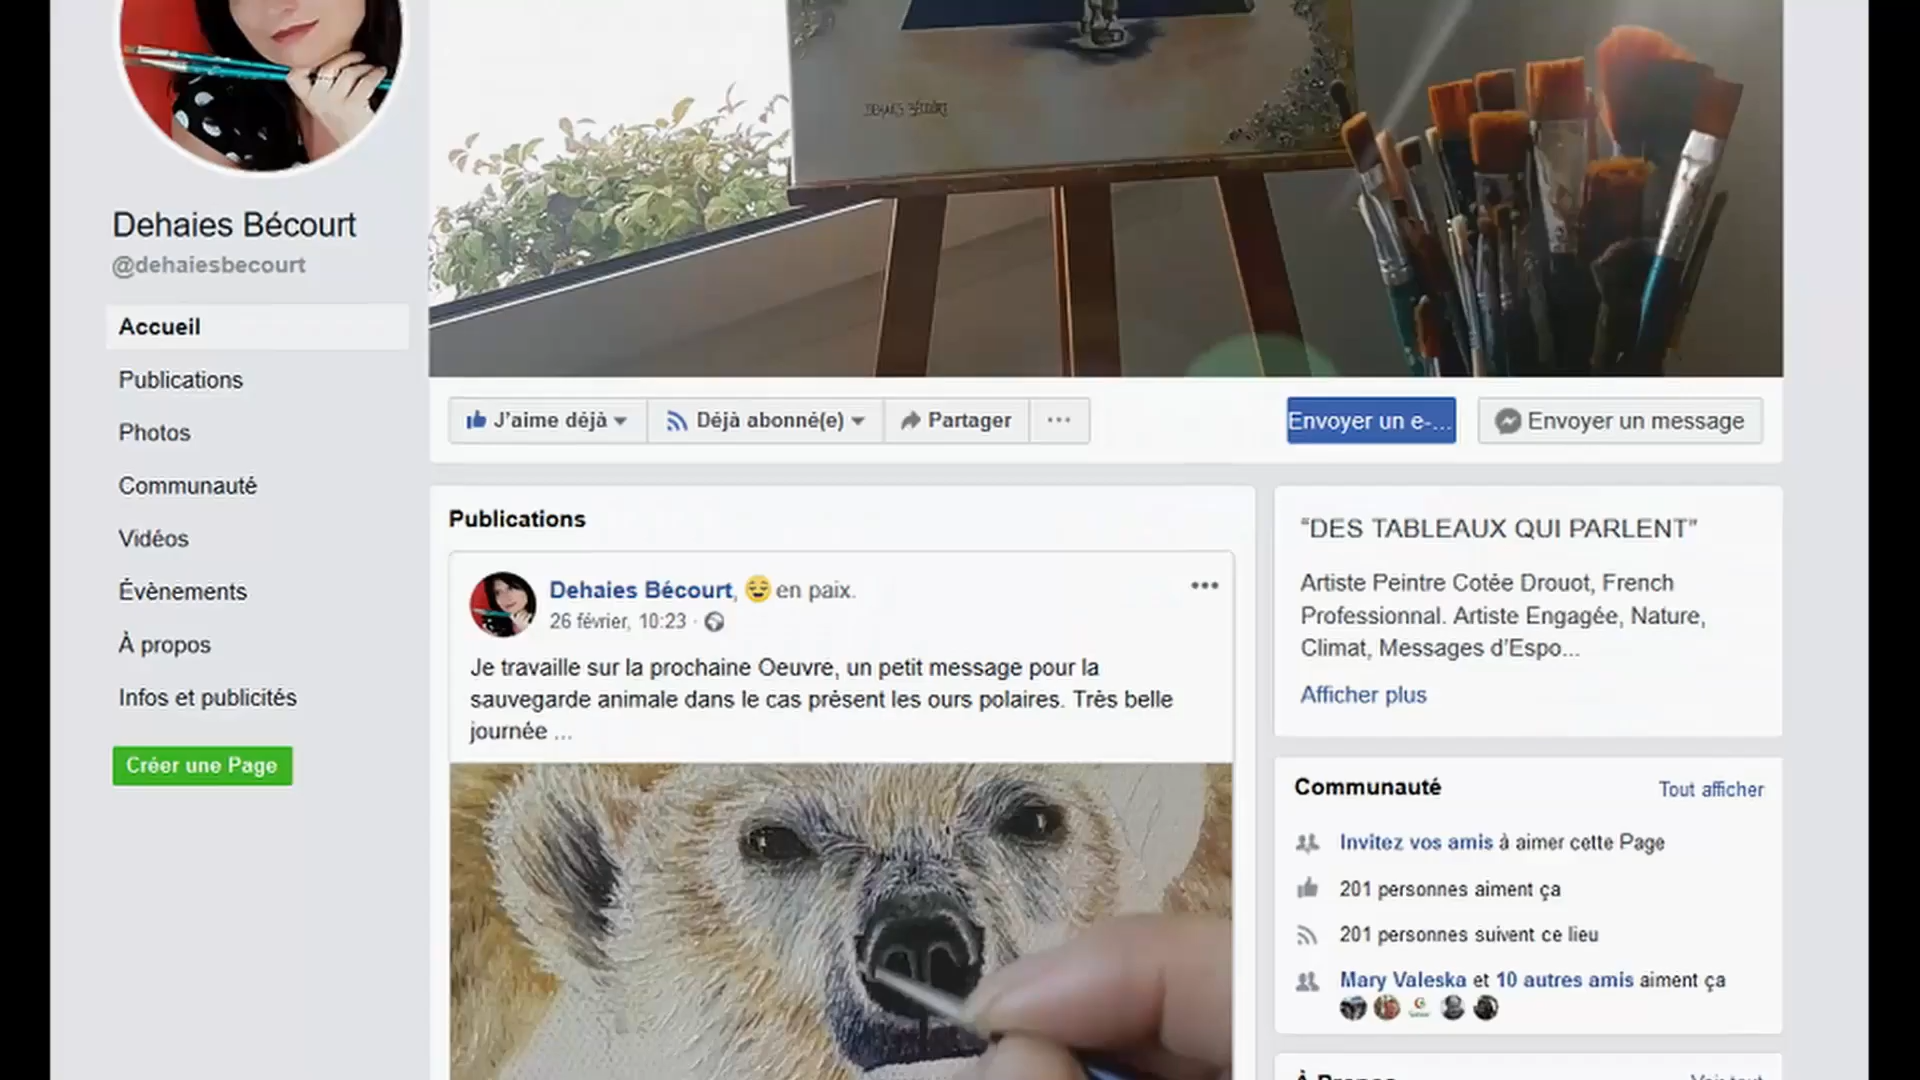 DEHAIES BÉCOURT
Dehaies Bécourt
@dehaiesbecourt
Accueil
Publications
Photos
Communauté
Vidéos
Évènements
À propos
Infos et publicités
Créer une Page
J'aime déjà
Déjà abonné(e)
Partager
Envoyer un e-...
Envoyer un message
Publications
Dehaies Bécourt, en paix.
26 février, 10:23 ·
Je travaille sur la prochaine Oeuvre, un petit message pour la
sauvegarde animale dans le cas présent les ours polaires. Très belle
journée ...
"DES TABLEAUX QUI PARLENT"
Artiste Peintre Cotée Drouot, French
Professionnal. Artiste Engagée, Nature,
Climat, Messages d'Espo...
Afficher plus
Communauté
Tout afficher
Invitez vos amis à aimer cette Page
201 personnes aiment ça
201 personnes suivent ce lieu
Mary Valeska et 10 autres amis aiment ça
À Propos
Voir tout